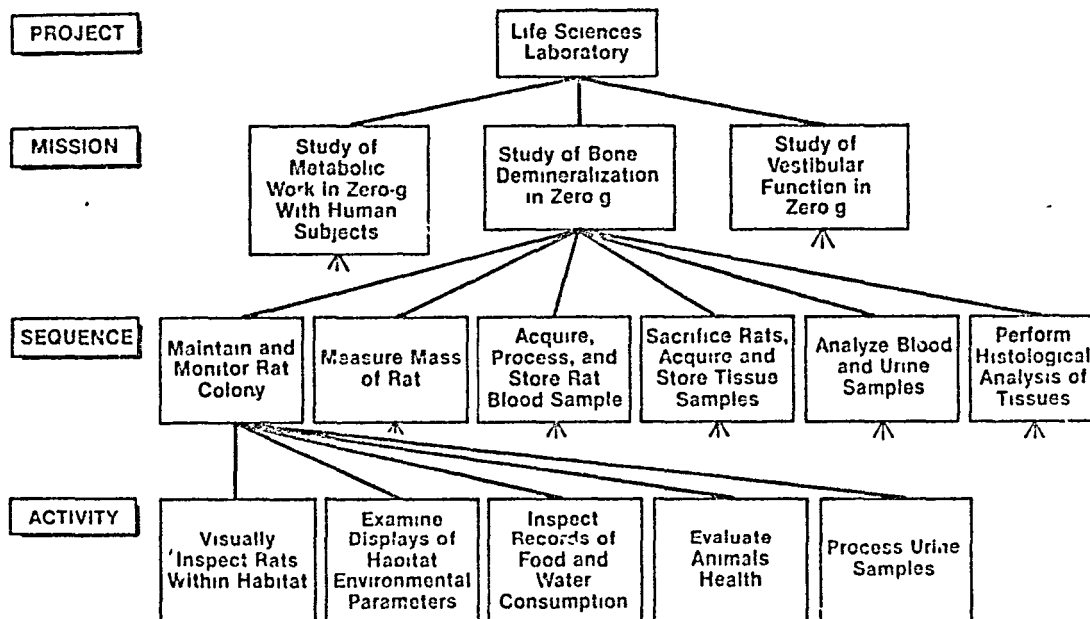 PROJECT
Life Sciences
Laboratory
MISSION
Study of
Metabolic
Work in Zero-g
With Human
Subjects
Study of Bone
Demineralization
in Zero g
Study of
Vestibular
Function in
Zero g
SEQUENCE
Maintain and
Monitor Rat
Colony
Measure Mass
of Rat
Acquire,
Process, and
Store Rat
Blood Sample
Sacrifice Rats,
Acquire and
Store Tissue
Samples
Analyze Blood
and Urine
Samples
Perform
Histological
Analysis of
Tissues
ACTIVITY
Visually
Inspect Rats
Within Habitat
Examine
Displays of
Habitat
Environmental
Parameters
Inspect
Records of
Food and
Water
Consumption
Evaluate
Animals
Health
Process Urine
Samples